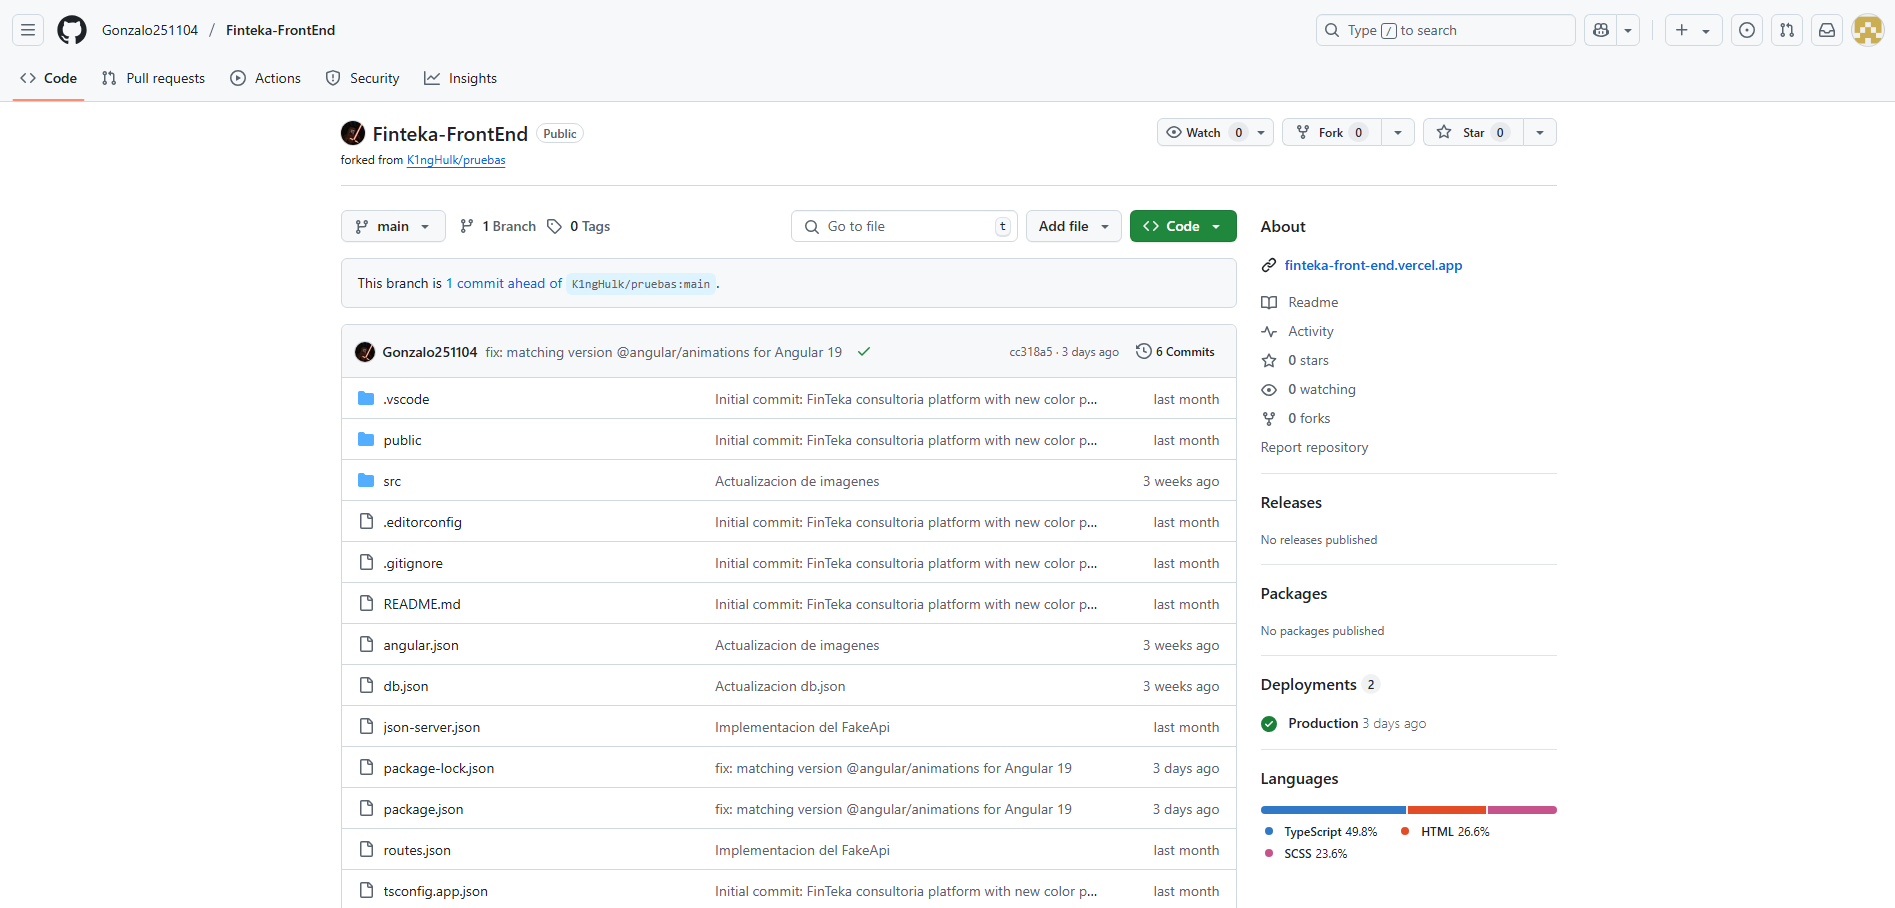 Gonzalo251104 / Finteka-FrontEnd
Type / to search
Code Pull requests Actions Security Insights
Finteka-FrontEnd Public
forked from K1ngHulk/pruebas
Watch 0 Fork 0 Star 0
main 1 Branch 0 Tags
Go to file t Add file Code
This branch is 1 commit ahead of K1ngHulk/pruebas:main .
Gonzalo251104 fix: matching version @angular/animations for Angular 19 cc318a5 · 3 days ago 6 Commits
.vscode Initial commit: FinTeka consultoria platform with new color p... last month
public Initial commit: FinTeka consultoria platform with new color p... last month
src Actualizacion de imagenes 3 weeks ago
.editorconfig Initial commit: FinTeka consultoria platform with new color p... last month
.gitignore Initial commit: FinTeka consultoria platform with new color p... last month
README.md Initial commit: FinTeka consultoria platform with new color p... last month
angular.json Actualizacion de imagenes 3 weeks ago
db.json Actualizacion db.json 3 weeks ago
json-server.json Implementacion del FakeApi last month
package-lock.json fix: matching version @angular/animations for Angular 19 3 days ago
package.json fix: matching version @angular/animations for Angular 19 3 days ago
routes.json Implementacion del FakeApi last month
tsconfig.app.json Initial commit: FinTeka consultoria platform with new color p... last month
About
finteka-front-end.vercel.app
Readme
Activity
0 stars
0 watching
0 forks
Report repository
Releases
No releases published
Packages
No packages published
Deployments 2
Production 3 days ago
Languages
TypeScript 49.8% HTML 26.6%
SCSS 23.6%